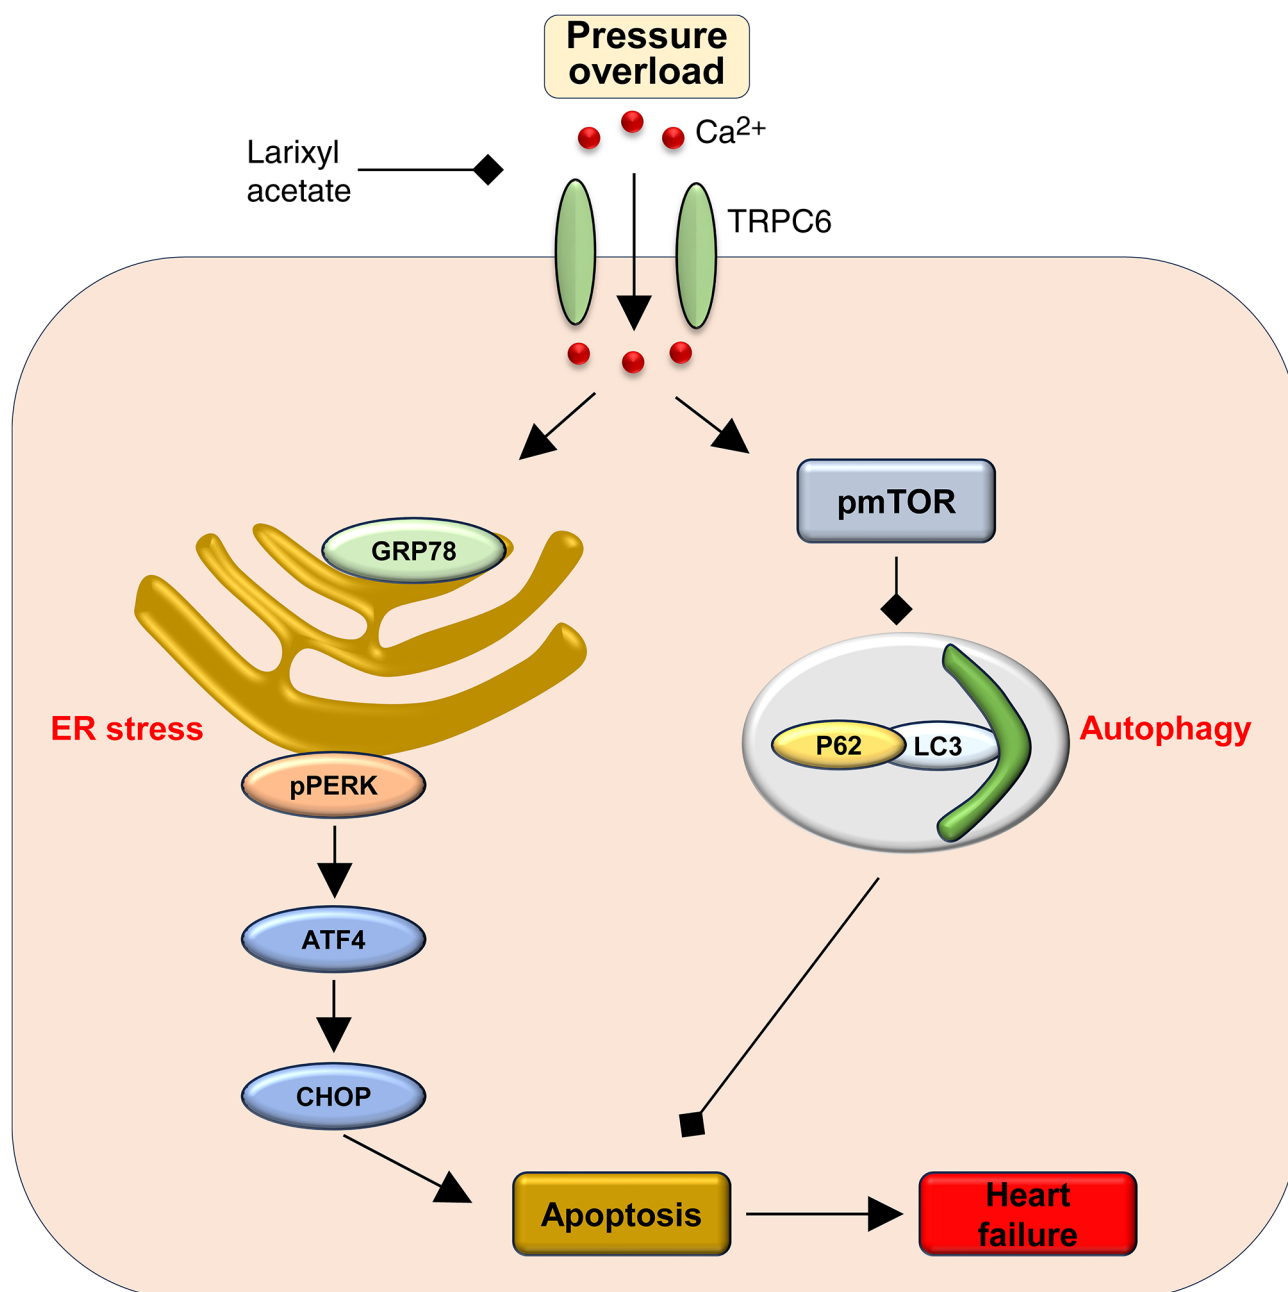 Pressure
overload
Ca²⁺
Larixyl
acetate
TRPC6
pmTOR
GRP78
ER stress
P62
LC3
Autophagy
pPERK
ATF4
CHOP
Apoptosis
Heart
failure